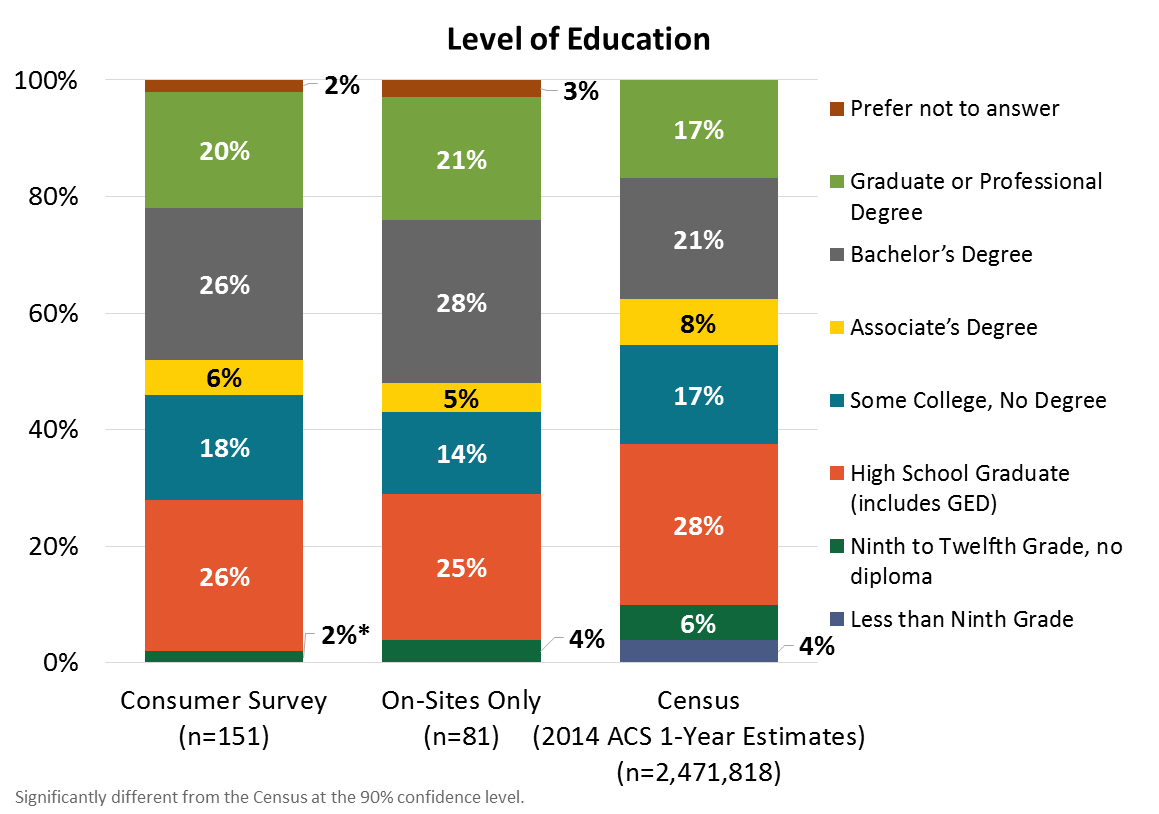 Level of Education
100%
80%
60%
40%
20%
0%
2%
20%
26%
6%
18%
26%
2%*
3%
21%
28%
5%
14%
25%
4%
17%
21%
8%
17%
28%
6%
4%
Consumer Survey
(n=151)
On-Sites Only
(n=81)
Census
(2014 ACS 1-Year Estimates)
(n=2,471,818)
Prefer not to answer
Graduate or Professional
Degree
Bachelor’s Degree
Associate’s Degree
Some College, No Degree
High School Graduate
(includes GED)
Ninth to Twelfth Grade, no
diploma
Less than Ninth Grade
Significantly different from the Census at the 90% confidence level.